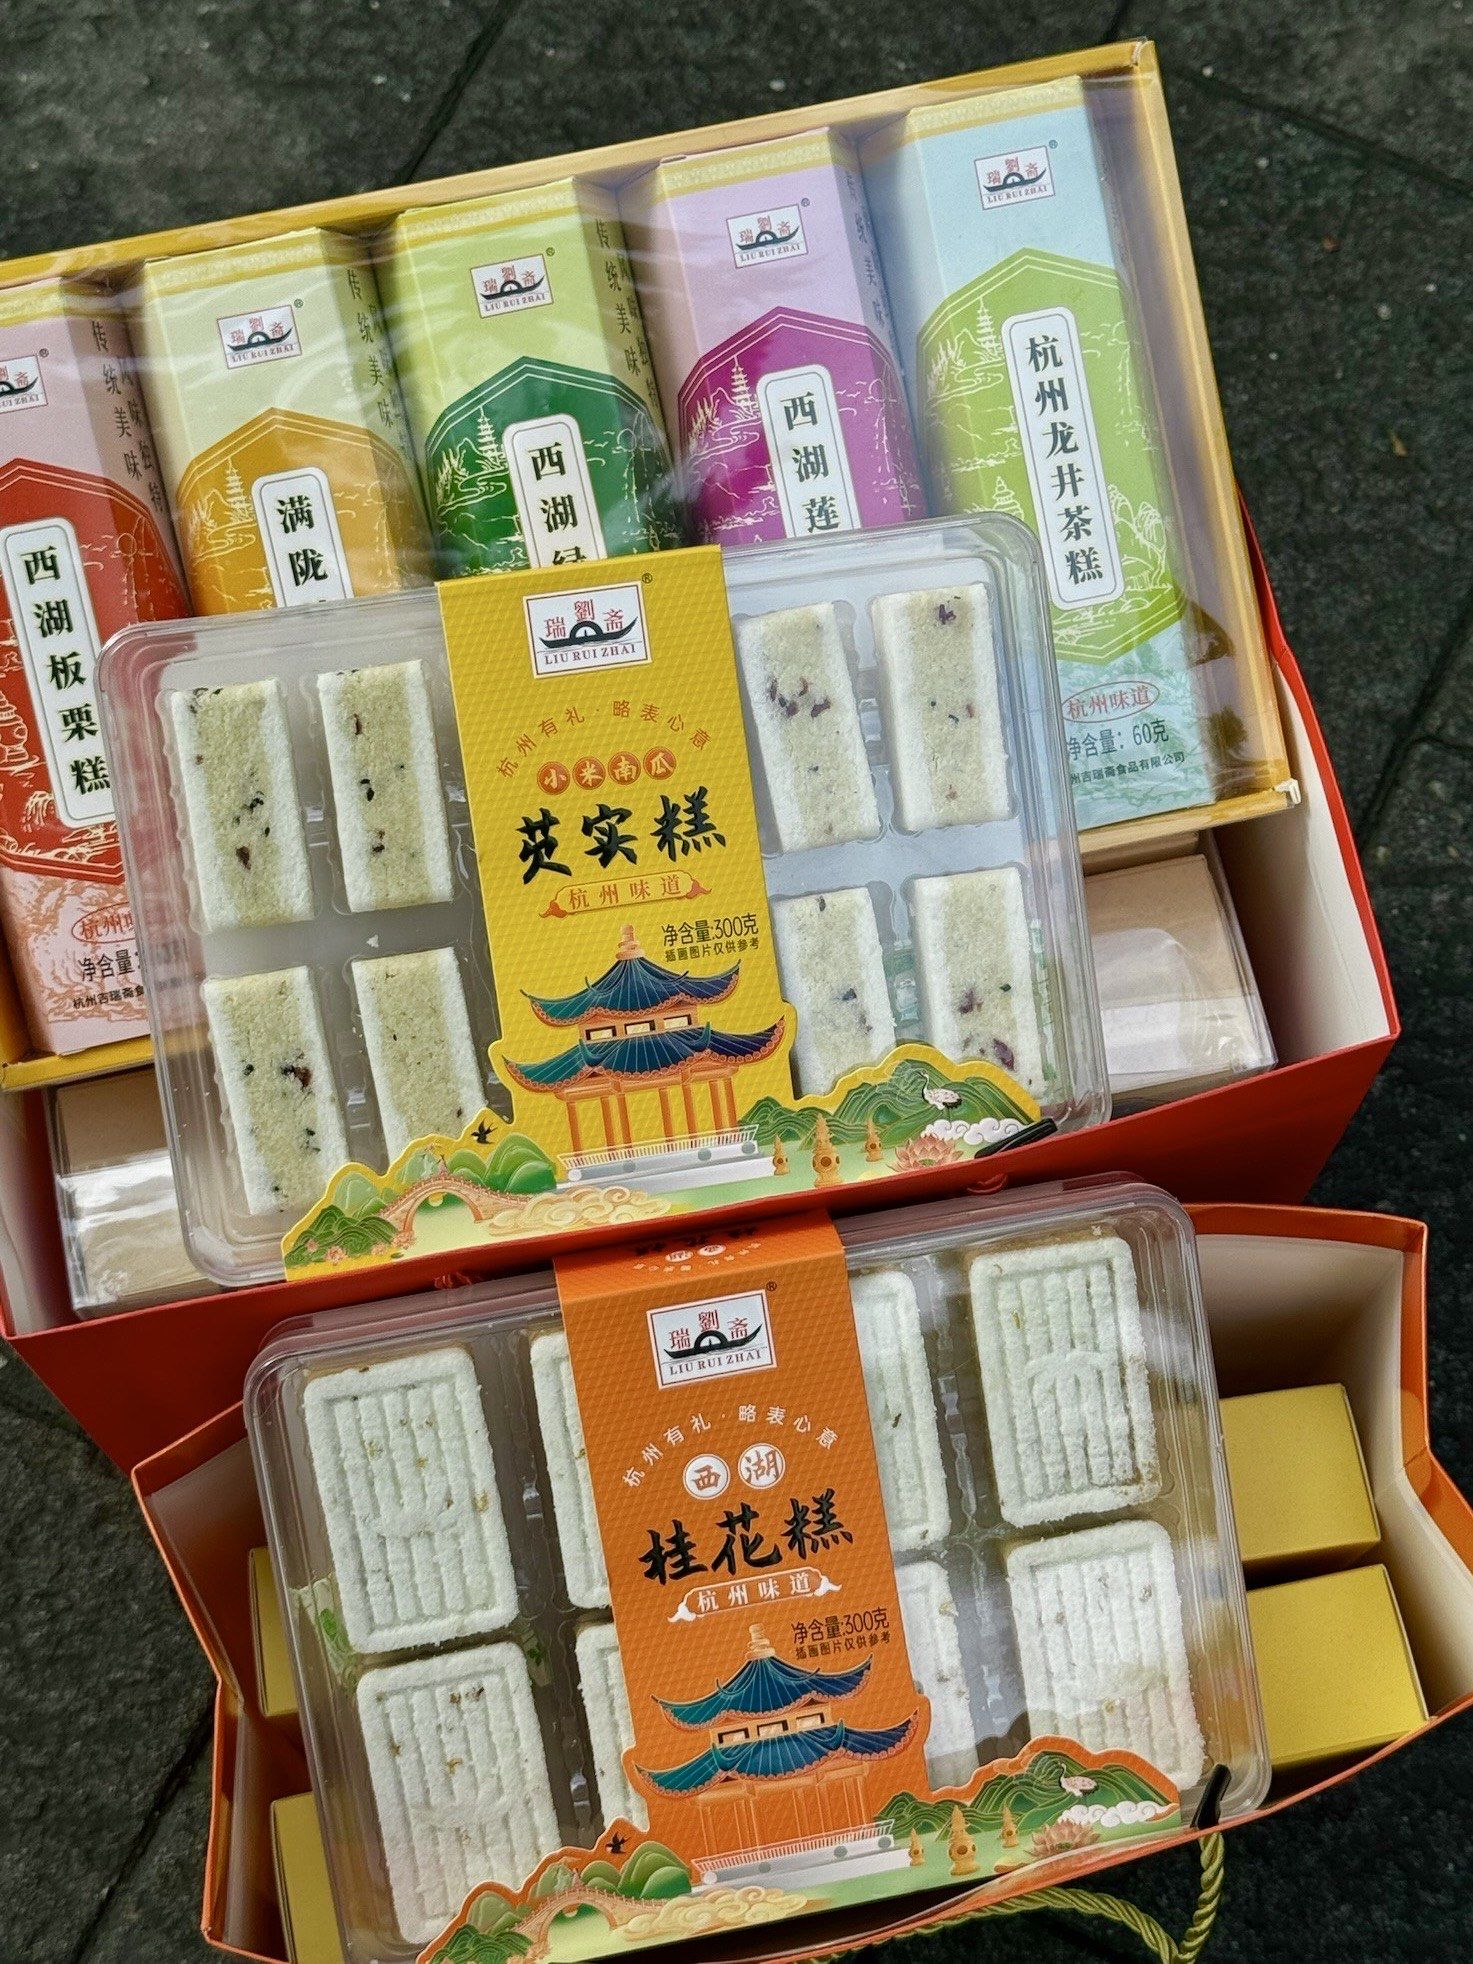 瑞劉斋
LIU RUI ZHAI
西湖板栗糕
传统美味
杭州
净含量:
瑞劉斋®
LIU RUI ZHAI
满陇
传统美味
瑞劉斋®
LIU RUI ZHAI
西湖绿
传统美味
瑞劉斋®
LIU RUI ZHAI
西湖莲
瑞劉斋®
LIU RUI ZHAI
杭州龙井茶糕
杭州味道
净含量: 60克
州吉瑞斋食品有限公司
瑞劉斋®
LIU RUI ZHAI
杭州有礼·略表心意
小米南瓜
芡实糕
杭州味道
净含量:300克
插画图片仅供参考
瑞劉斋®
LIU RUI ZHAI
杭州有礼·略表心意
西湖
桂花糕
杭州味道
净含量:300克
插画图片仅供参考